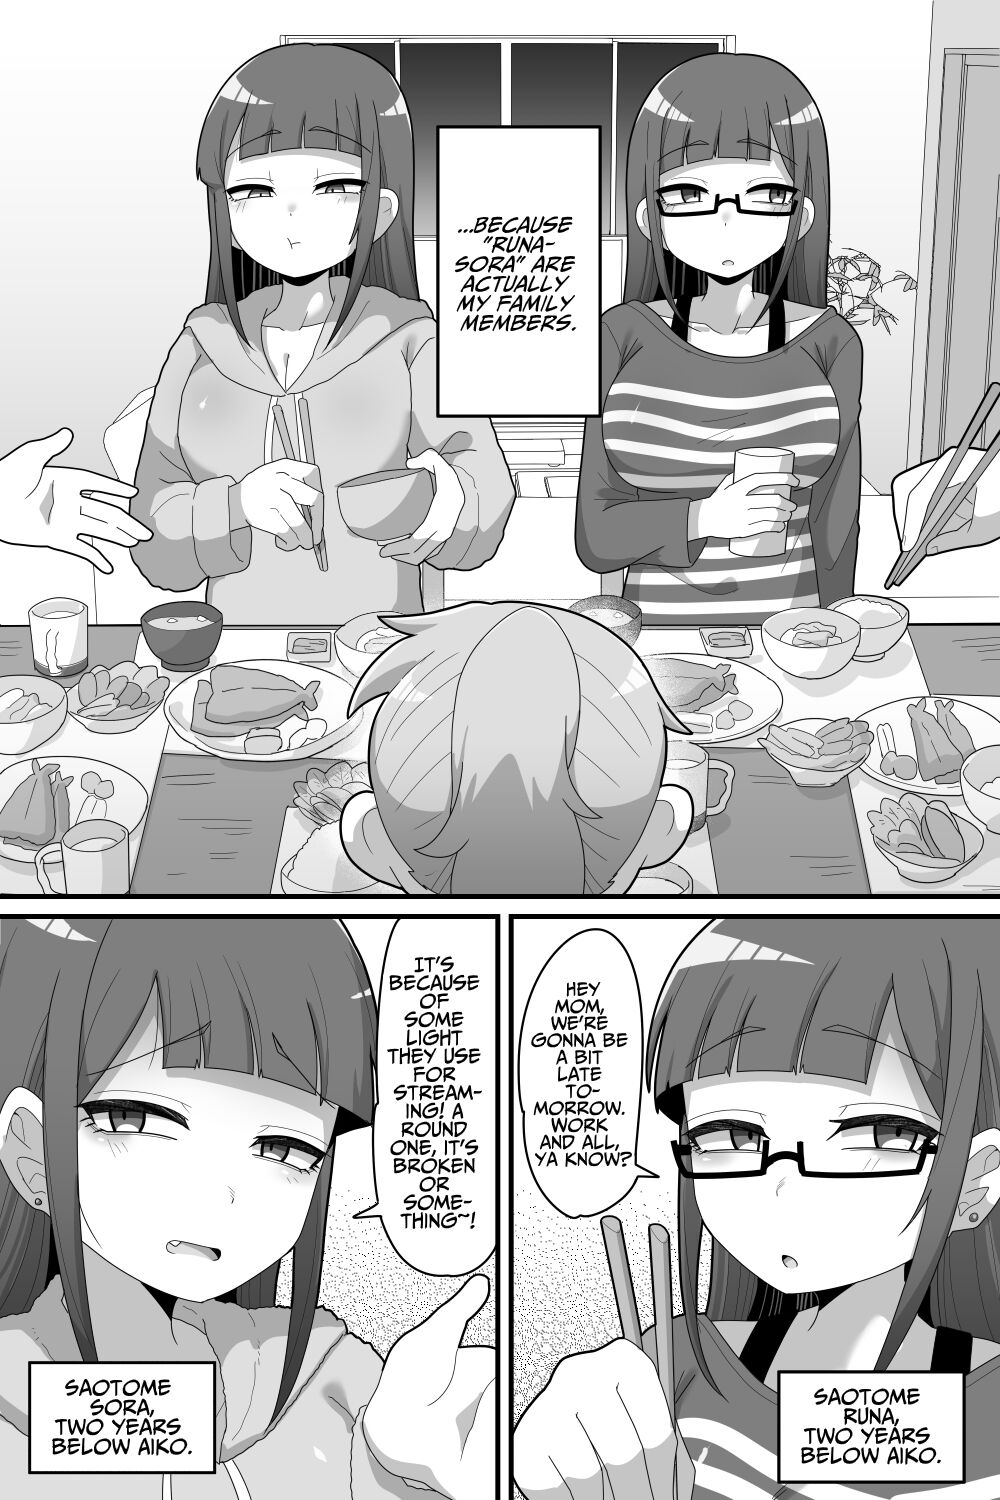 ...BECAUSE
"RUNA-
SORA" ARE
ACTUALLY
MY FAMILY
MEMBERS.
HEY
MOM,
WE'RE
GONNA BE
A BIT
LATE
TO-
MORROW.
WORK
AND ALL,
YA KNOW?
SAOTOME
RUNA,
TWO YEARS
BELOW AIKO.
IT'S
BECAUSE
OF
SOME
LIGHT
THEY USE
FOR
STREAM-
ING! A
ROUND
ONE, IT'S
BROKEN
OR
SOME-
THING~!
SAOTOME
SORA,
TWO YEARS
BELOW AIKO.